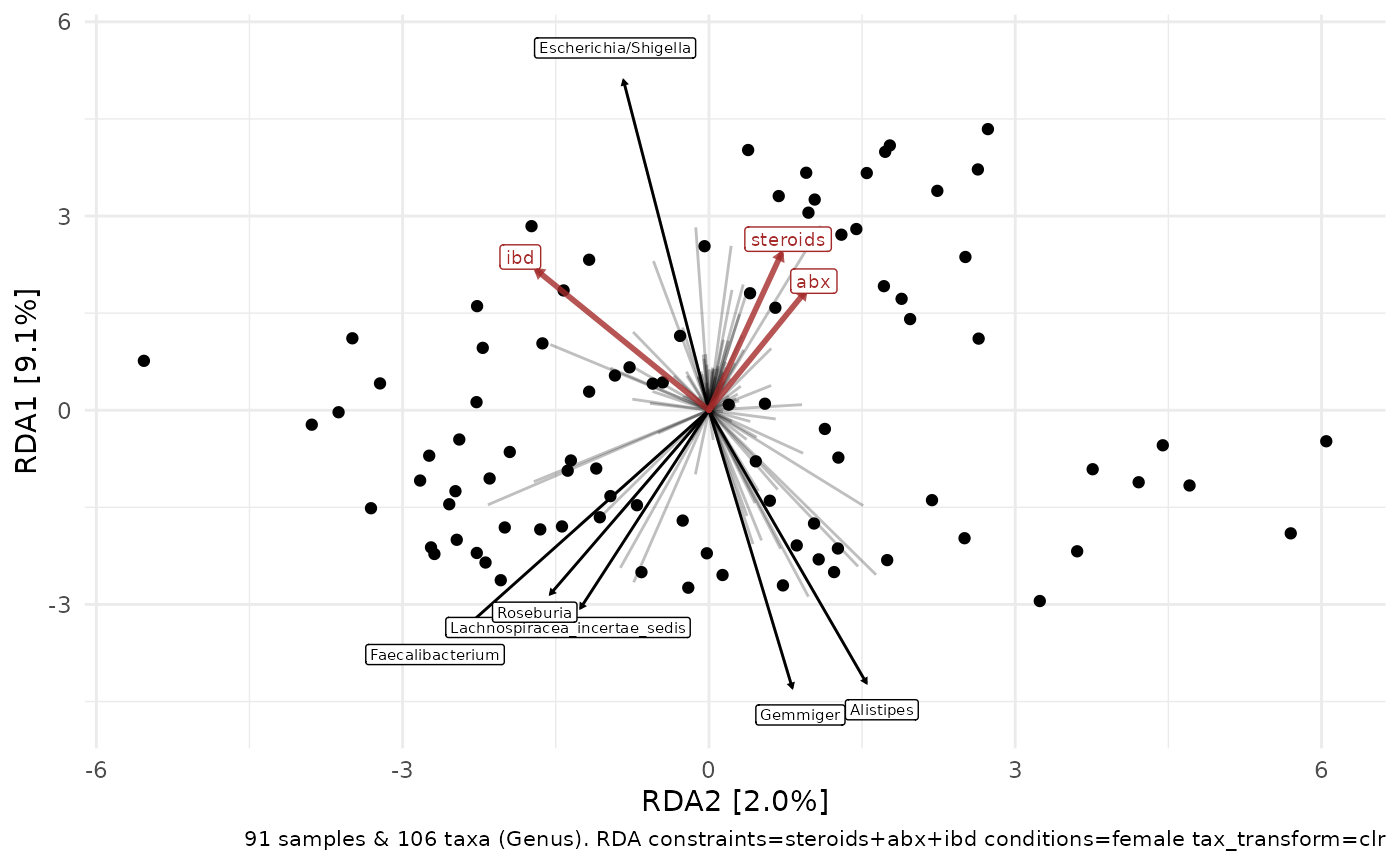 6
Escherichia/Shigella
3
steroids
ibd
abx
0
RDA1 [9.1%]
-3
Roseburia
Lachnospiracea_incertae_sedis
Faecalibacterium
Gemmiger
Alistipes
-6 -3 0 3 6
RDA2 [2.0%]
91 samples & 106 taxa (Genus). RDA constraints=steroids+abx+ibd conditions=female tax_transform=clr